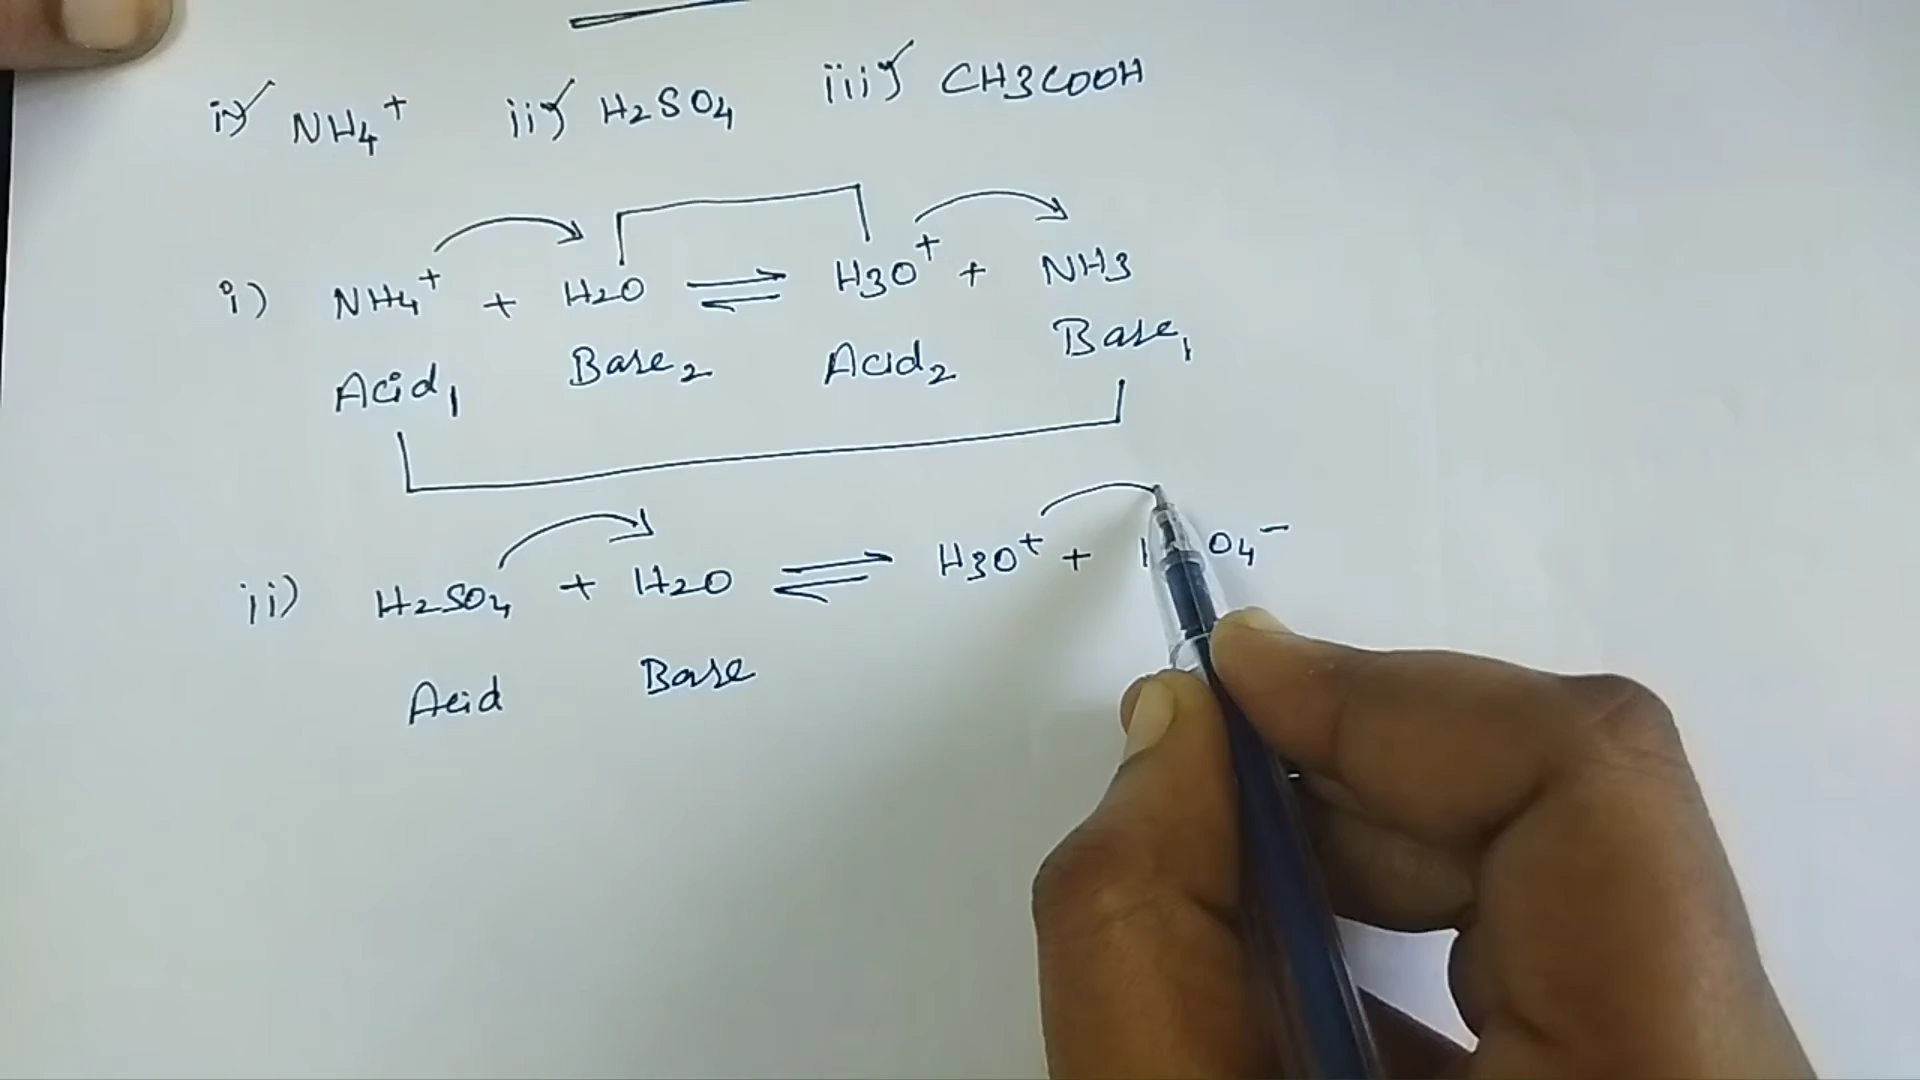 i) NH4+ ii) H2SO4 iii) CH3COOH
i) NH4+ + H2O ⇌ H3O+ + NH3
Acid1 Base2 Acid2 Base1
ii) H2SO4 + H2O ⇌ H3O+ + O4-
Acid Base